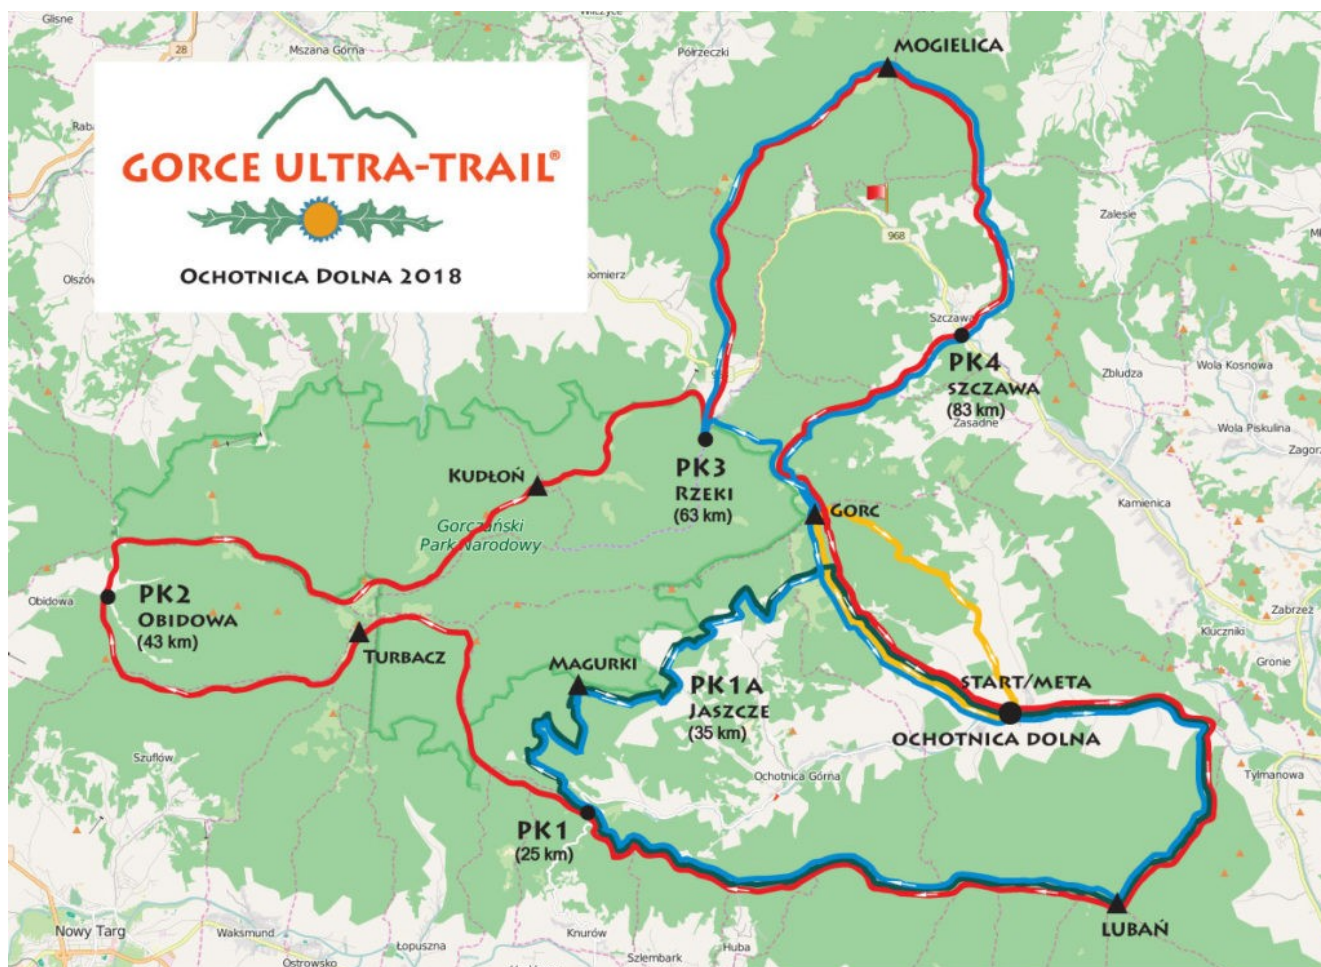 Glisne
Wilczyce
28
Mszana Górna
Półrzeczki
MOGIELICA
GORCE ULTRA-TRAIL®
OCHOTNICA DOLNA 2018
Zalesie
968
Szczawa
PK4
SZCZAWA
(83 km)
Zasadne
Zbludza
Wola Kosnowa
Wola Piskulina
Kamienica
PK3
RZEKI
(63 km)
KUDŁOŃ
Gorczański
Park Narodowy
GORC
Obidowa
PK2
OBIDOWA
(43 km)
TURBACZ
MAGURKI
PK1A
JASZCZE
(35 km)
START/META
OCHOTNICA DOLNA
Zabrzeż
Kluczniki
Gronie
Szuflów
Ochotnica Górna
Tylmanowa
PK1
(25 km)
LUBAŃ
Nowy Targ
Waksmund
Łopuszna
Knurów
Huba
Ostrowsko
Szlembark